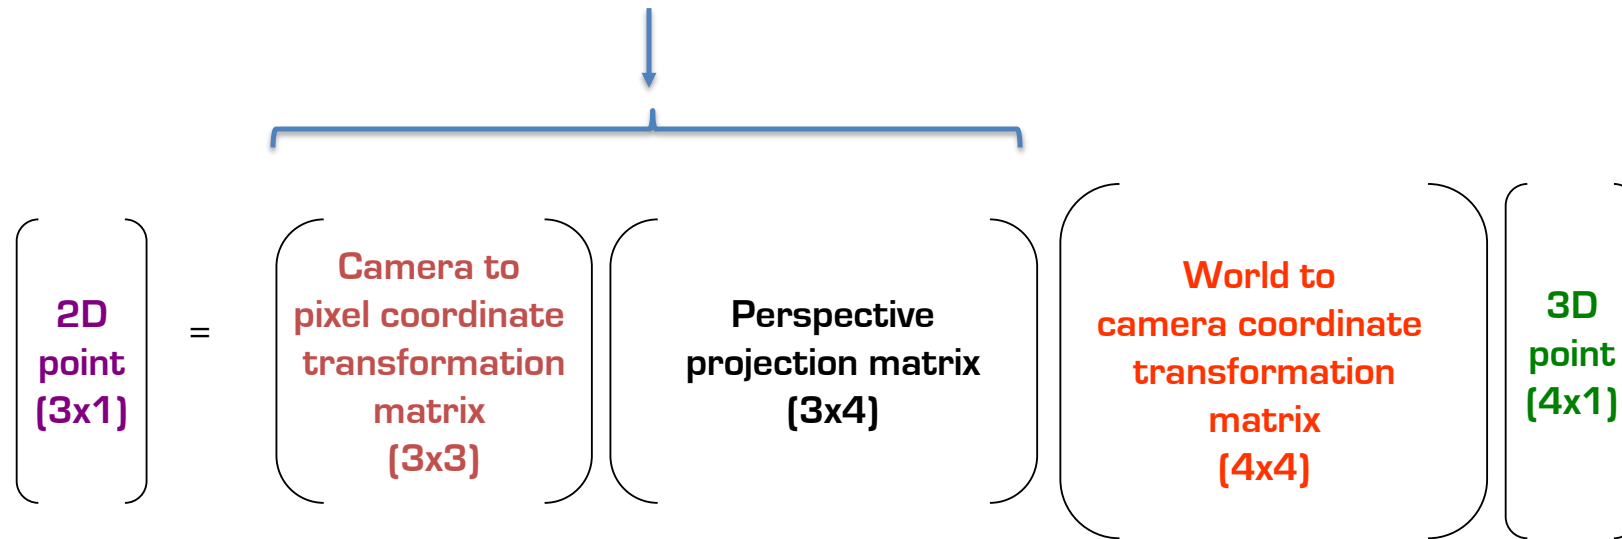 2D
point
(3x1)
=
Camera to
pixel coordinate
transformation
matrix
(3x3)
Perspective
projection matrix
(3x4)
World to
camera coordinate
transformation
matrix
(4x4)
3D
point
(4x1)